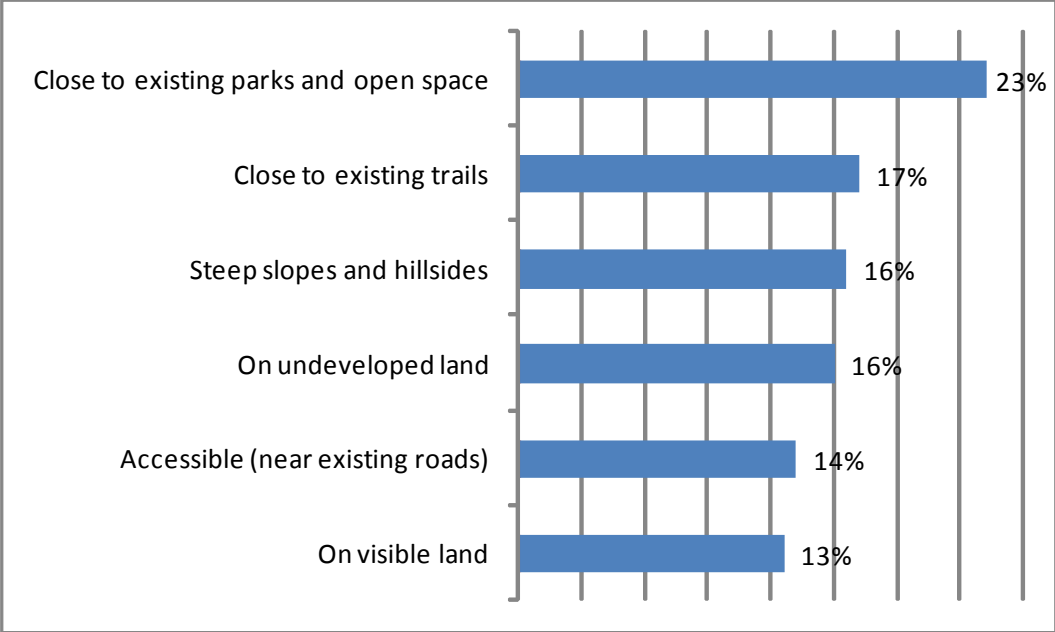 Close to existing parks and open space 23%
Close to existing trails 17%
Steep slopes and hillsides 16%
On undeveloped land 16%
Accessible (near existing roads) 14%
On visible land 13%